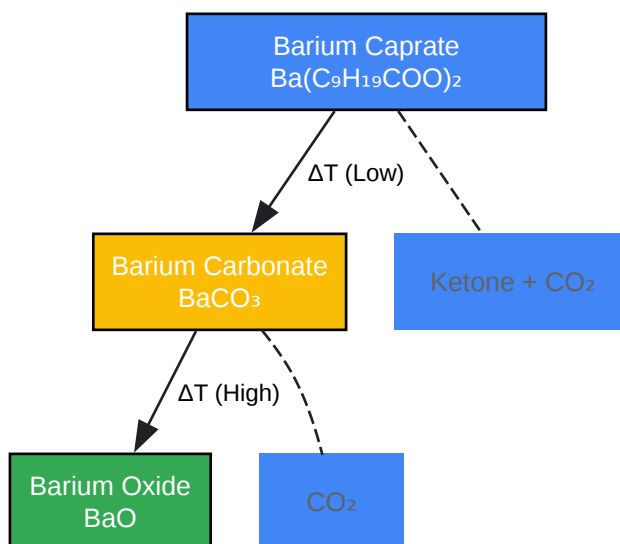 Barium Caprate
Ba(C₉H₁₉COO)₂
ΔT (Low)
Barium Carbonate
BaCO₃
Ketone + CO₂
ΔT (High)
Barium Oxide
BaO
CO₂